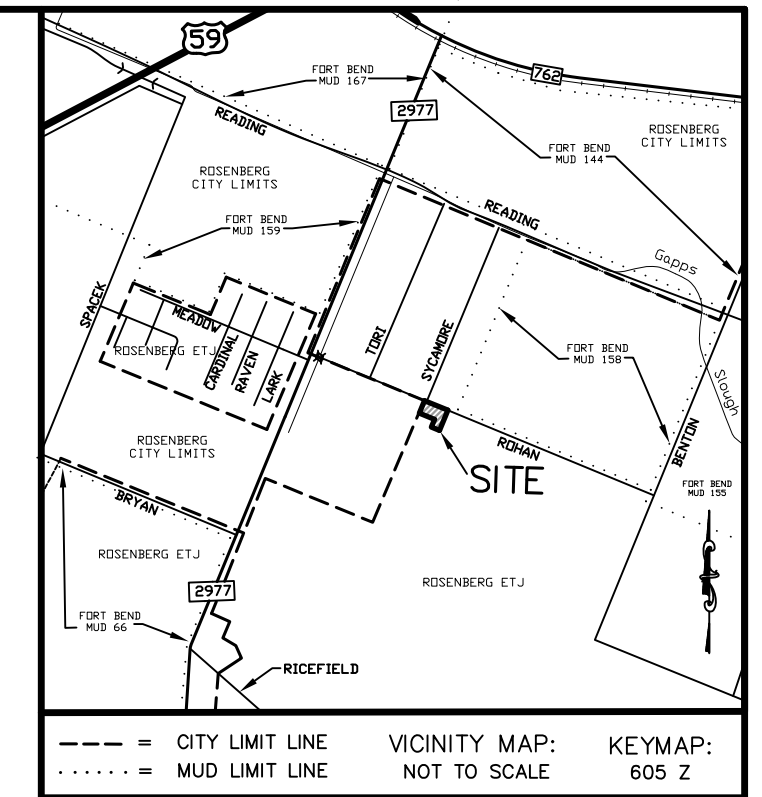 59
FORT BEND
MUD 167
762
2977
READING
ROSENBERG
CITY LIMITS
FORT BEND
MUD 144
ROSENBERG
CITY LIMITS
READING
FORT BEND
MUD 159
Gapps
SPACEK
MEADOW
ROSENBERG ETJ
CARDINAL
RAVEN
LARK
TORI
SYCAMORE
FORT BEND
MUD 158
Slough
ROSENBERG
CITY LIMITS
ROHAN
BENTON
SITE
FORT BEND
MUD 155
BRYAN
ROSENBERG ETJ
ROSENBERG ETJ
2977
FORT BEND
MUD 66
RICEFIELD
= CITY LIMIT LINE
= MUD LIMIT LINE
VICINITY MAP:
NOT TO SCALE
KEYMAP:
605 Z